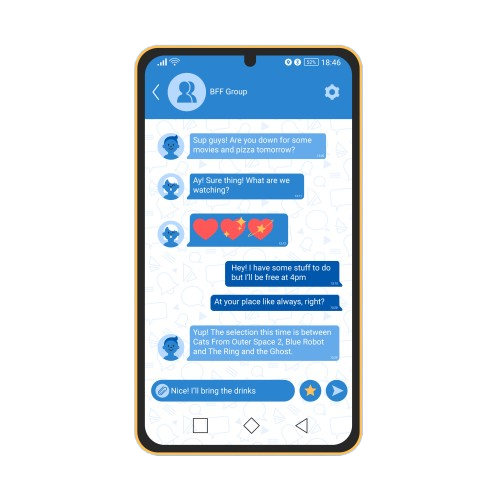 52% 18:46
BFF Group
Sup guys! Are you down for some
movies and pizza tomorrow?
Ay! Sure thing! What are we
watching?
Hey! I have some stuff to do
but I'll be free at 4pm
At your place like always, right?
Yup! The selection this time is between
Cats From Outer Space 2, Blue Robot
and The Ring and the Ghost.
Nice! I'll bring the drinks